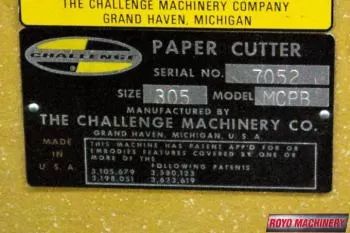 THE CHALLENGE MACHINERY COMPANY
GRAND HAVEN, MICHIGAN
CHALLENGE
PAPER CUTTER
SERIAL NO. 7052
SIZE 305 MODEL MCPB
MANUFACTURED BY
THE CHALLENGE MACHINERY CO.
GRAND HAVEN, MICHIGAN, U. S. A.
MADE IN U.S.A.
THIS MACHINE HAS PATENT APP'D FOR OR
EMBODIES FEATURES COVERED BY ONE OR
MORE OF THE FOLLOWING PATENTS
3,105,679 3,580,123
3,198,051 3,623,619
ROYO MACHINERY